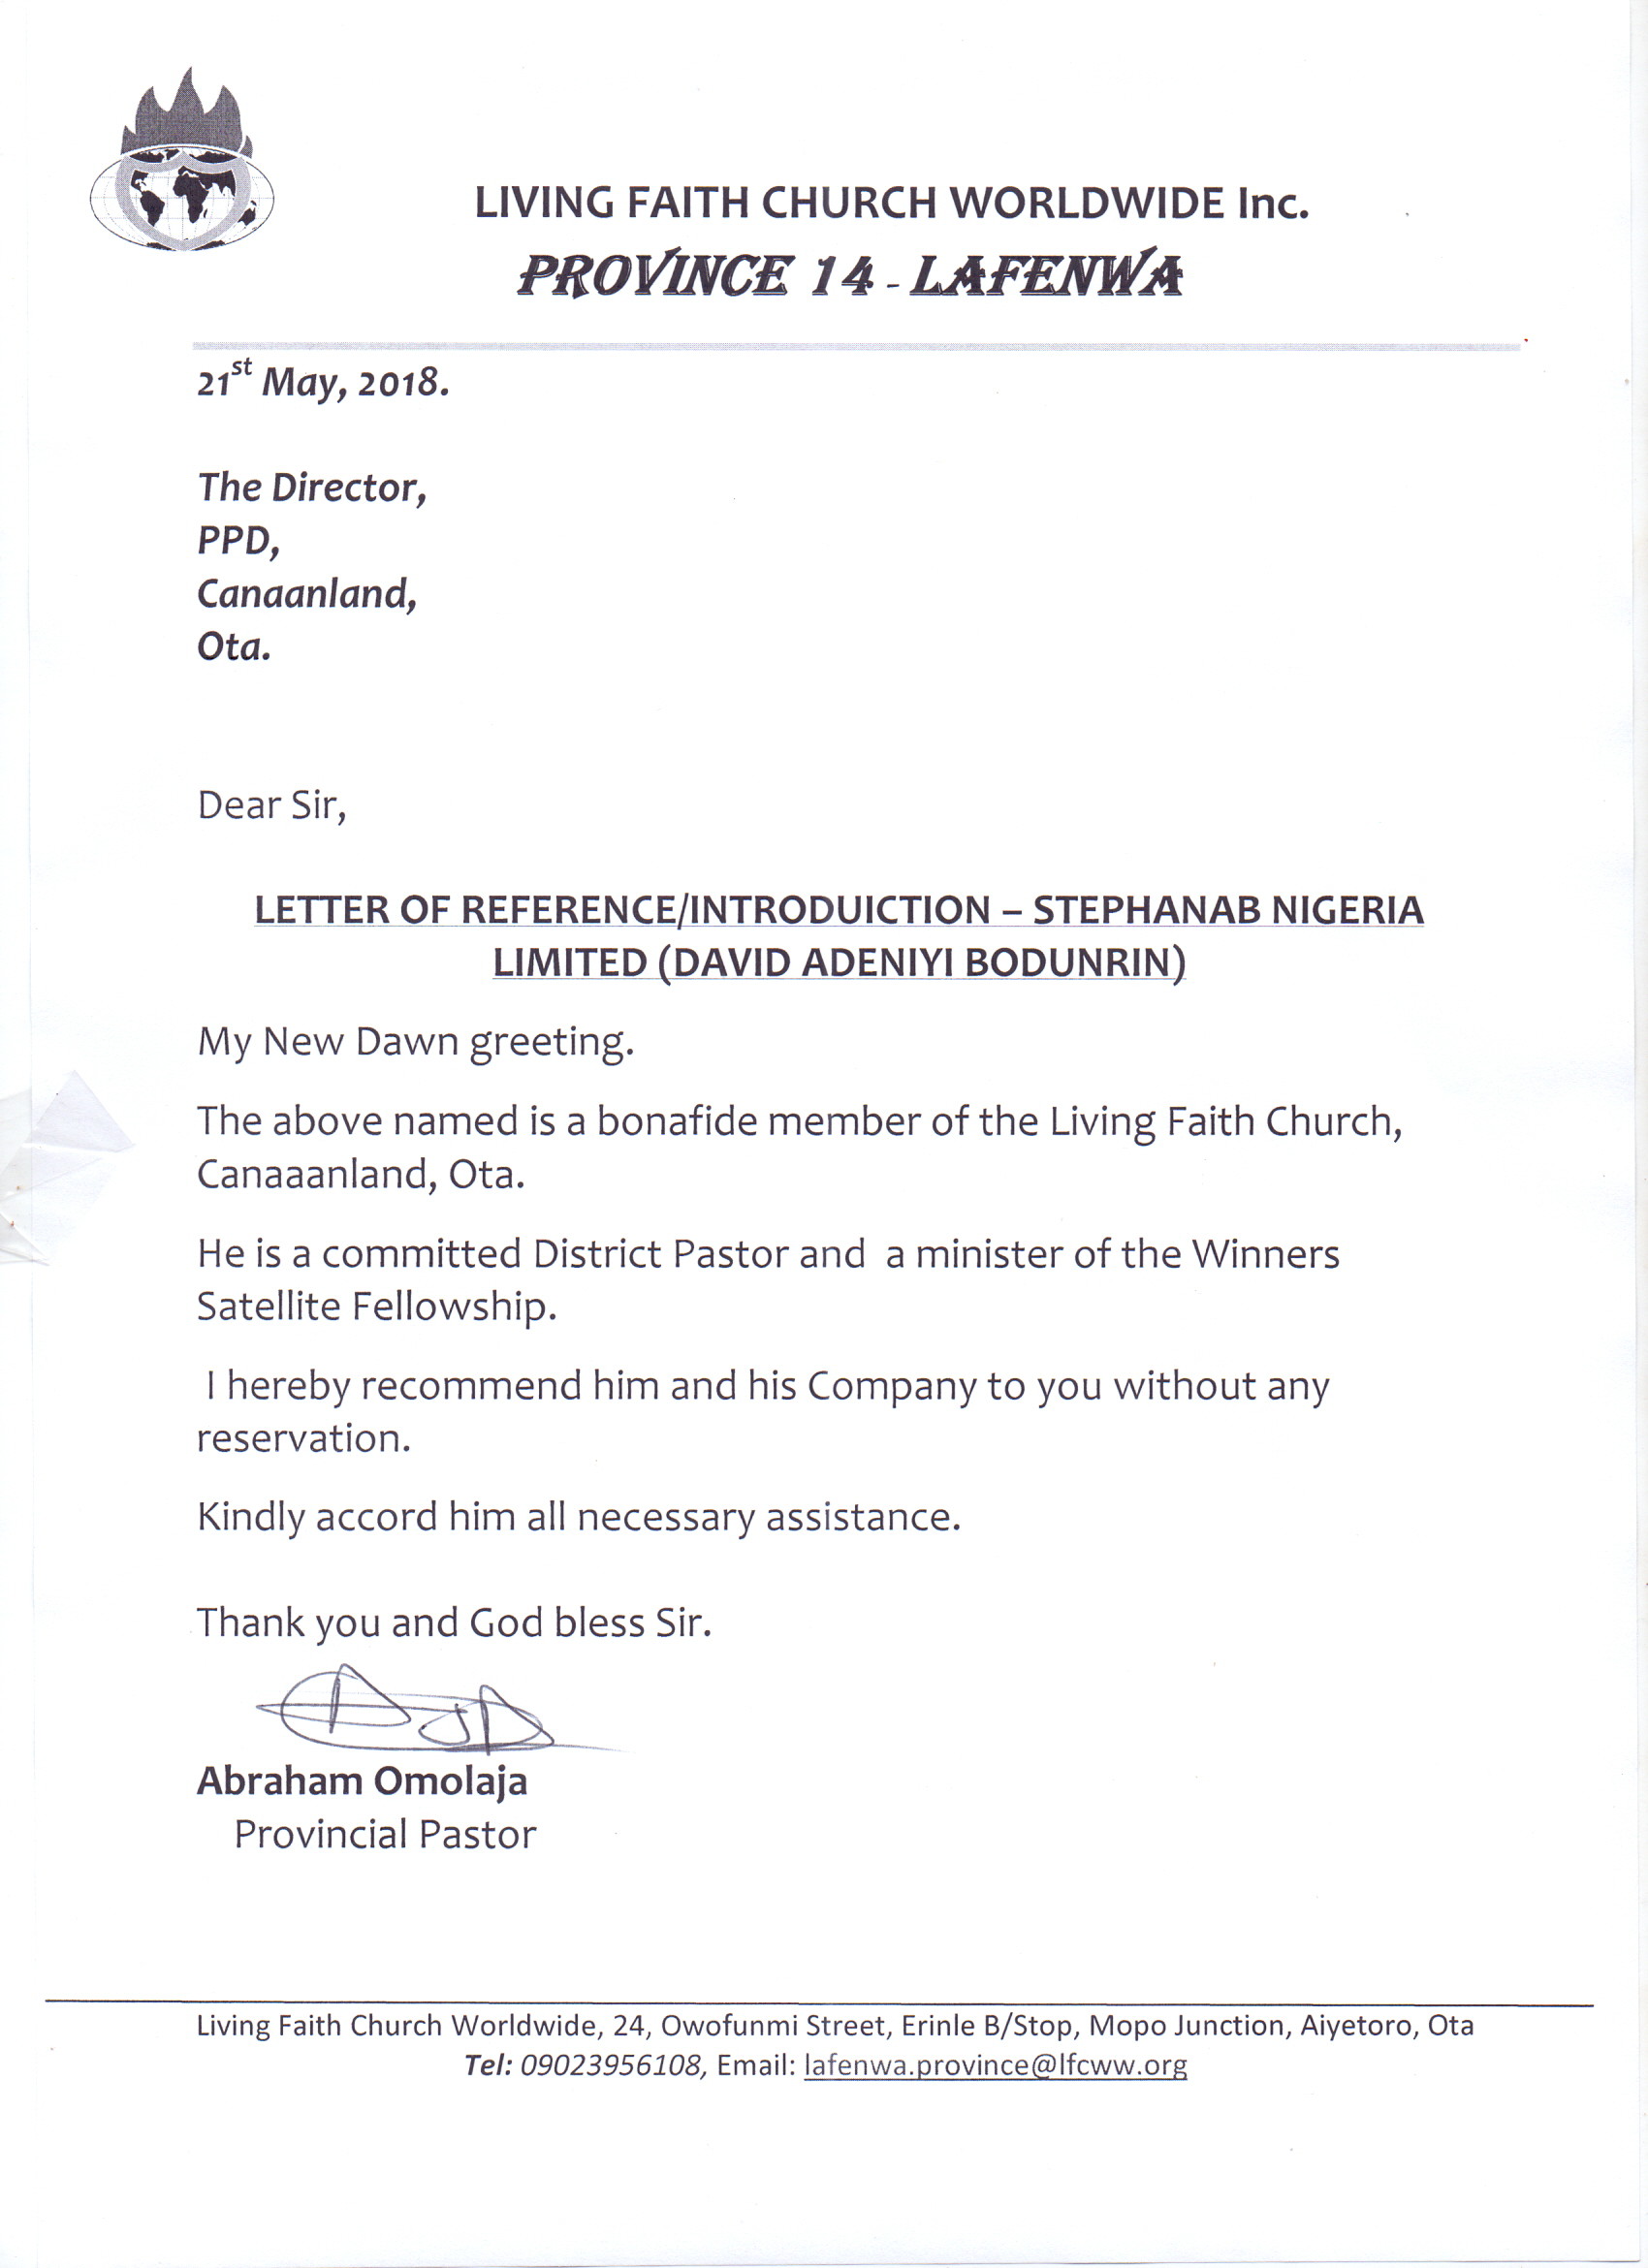 LIVING FAITH CHURCH WORLDWIDE Inc.
PROVINCE 14 - LAFENWA
21st May, 2018.
The Director,
PPD,
Canaanland,
Ota.
Dear Sir,
LETTER OF REFERENCE/INTRODUICTION – STEPHANAB NIGERIA
LIMITED (DAVID ADENIYI BODUNRIN)
My New Dawn greeting.
The above named is a bonafide member of the Living Faith Church,
Canaaanland, Ota.
He is a committed District Pastor and a minister of the Winners
Satellite Fellowship.
I hereby recommend him and his Company to you without any
reservation.
Kindly accord him all necessary assistance.
Thank you and God bless Sir.
Abraham Omolaja
Provincial Pastor
Living Faith Church Worldwide, 24, Owofunmi Street, Erinle B/Stop, Mopo Junction, Aiyetoro, Ota
Tel: 09023956108, Email: lafenwa.province@lfcww.org